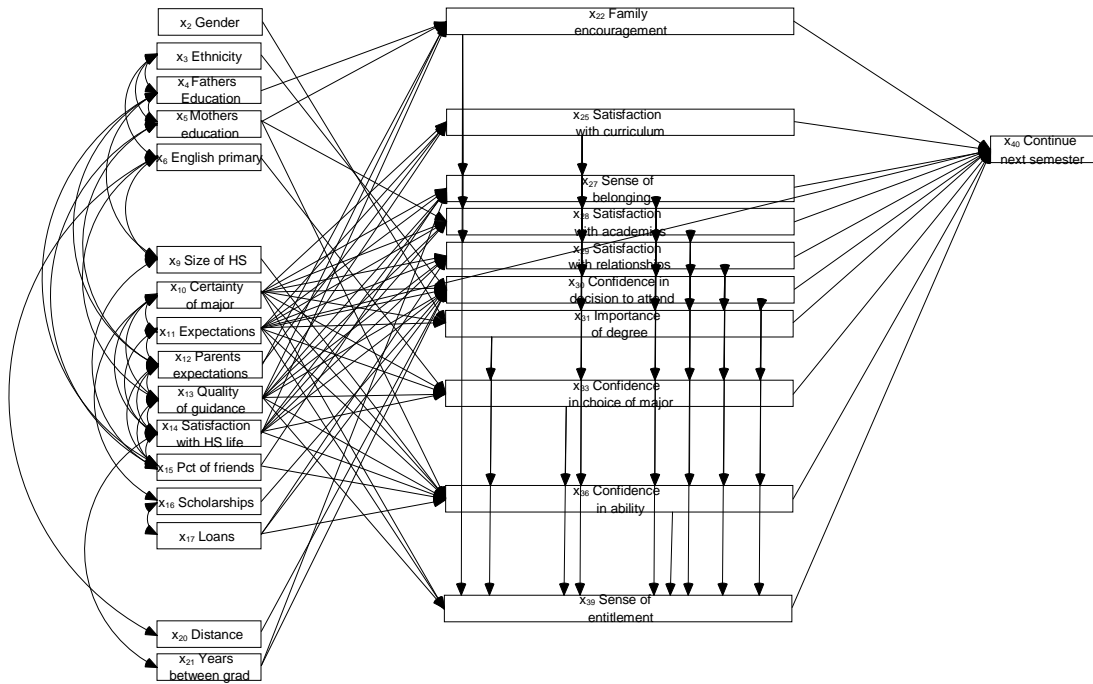 x₂ Gender
x₃ Ethnicity
x₄ Fathers
Education
x₅ Mothers
education
x₆ English primary
x₉ Size of HS
x₁₀ Certainty
of major
x₁₁ Expectations
x₁₂ Parents
expectations
x₁₃ Quality
of guidance
x₁₄ Satisfaction
with HS life
x₁₅ Pct of friends
x₁₆ Scholarships
x₁₇ Loans
x₂₀ Distance
x₂₁ Years
between grad
x₂₂ Family
encouragement
x₂₅ Satisfaction
with curriculum
x₂₇ Sense of
belonging
x₂₈ Satisfaction
with academics
x₂₉ Satisfaction
with relationships
x₃₀ Confidence in
decision to attend
x₃₁ Importance
of degree
x₃₃ Confidence
in choice of major
x₃₆ Confidence
in ability
x₃₉ Sense of
entitlement
x₄₀ Continue
next semester